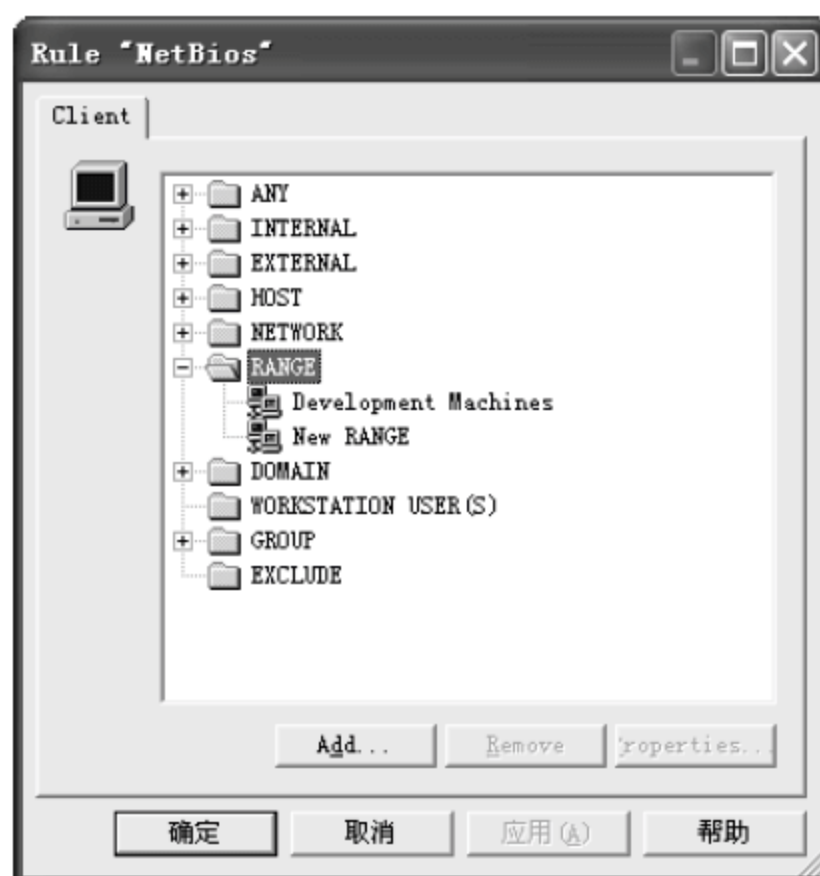 Rule "NetBios"
Client
ANY
INTERNAL
EXTERNAL
HOST
NETWORK
RANGE
Development Machines
New RANGE
DOMAIN
WORKSTATION USER(S)
GROUP
EXCLUDE
Add...
Remove
roperties..
确定
取消
应用(A)
帮助